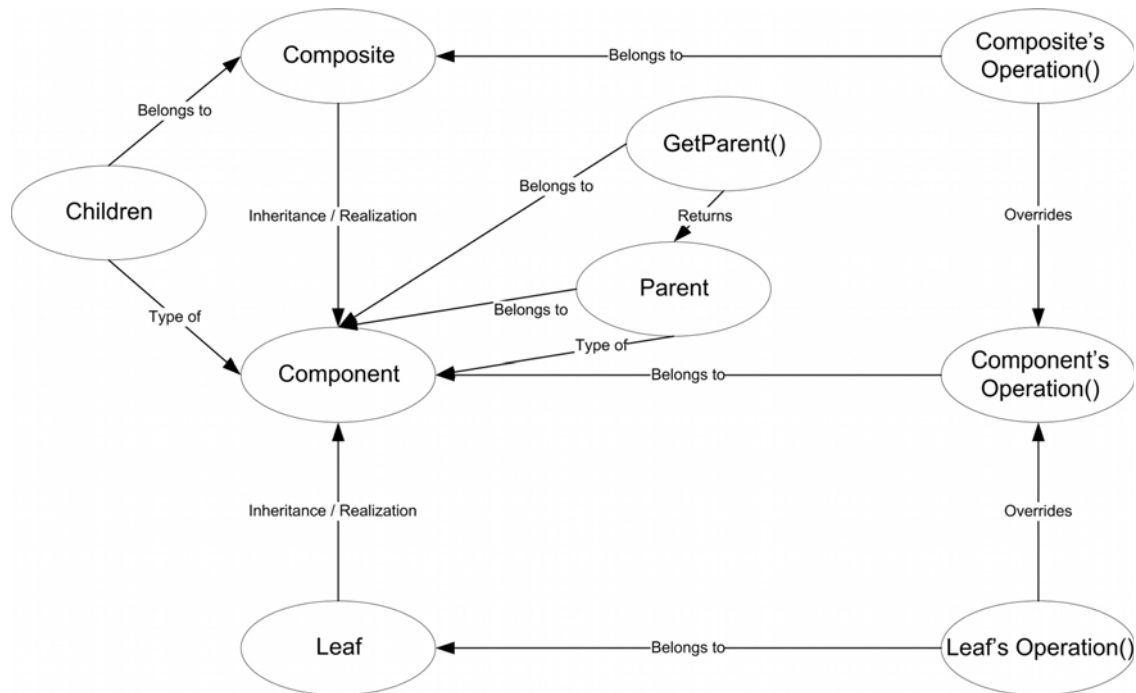 Composite
Belongs to
Composite's
Operation()
Belongs to
GetParent()
Belongs to
Children
Inheritance / Realization
Returns
Overrides
Parent
Belongs to
Type of
Type of
Component
Belongs to
Component's
Operation()
Inheritance / Realization
Overrides
Leaf
Belongs to
Leaf's Operation()